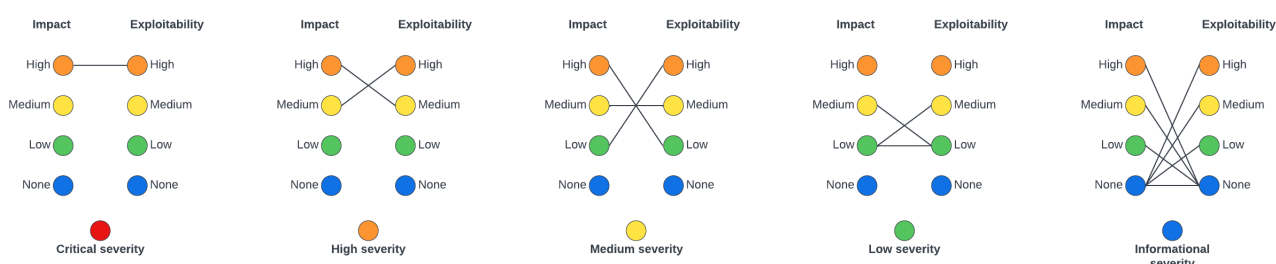 Impact Exploitability Impact Exploitability Impact Exploitability Impact Exploitability Impact Exploitability
High High High High High High High High High High
Medium Medium Medium Medium Medium Medium Medium Medium Medium Medium
Low Low Low Low Low Low Low Low Low Low
None None None None None None None None None None
Critical severity High severity Medium severity Low severity Informational
severity